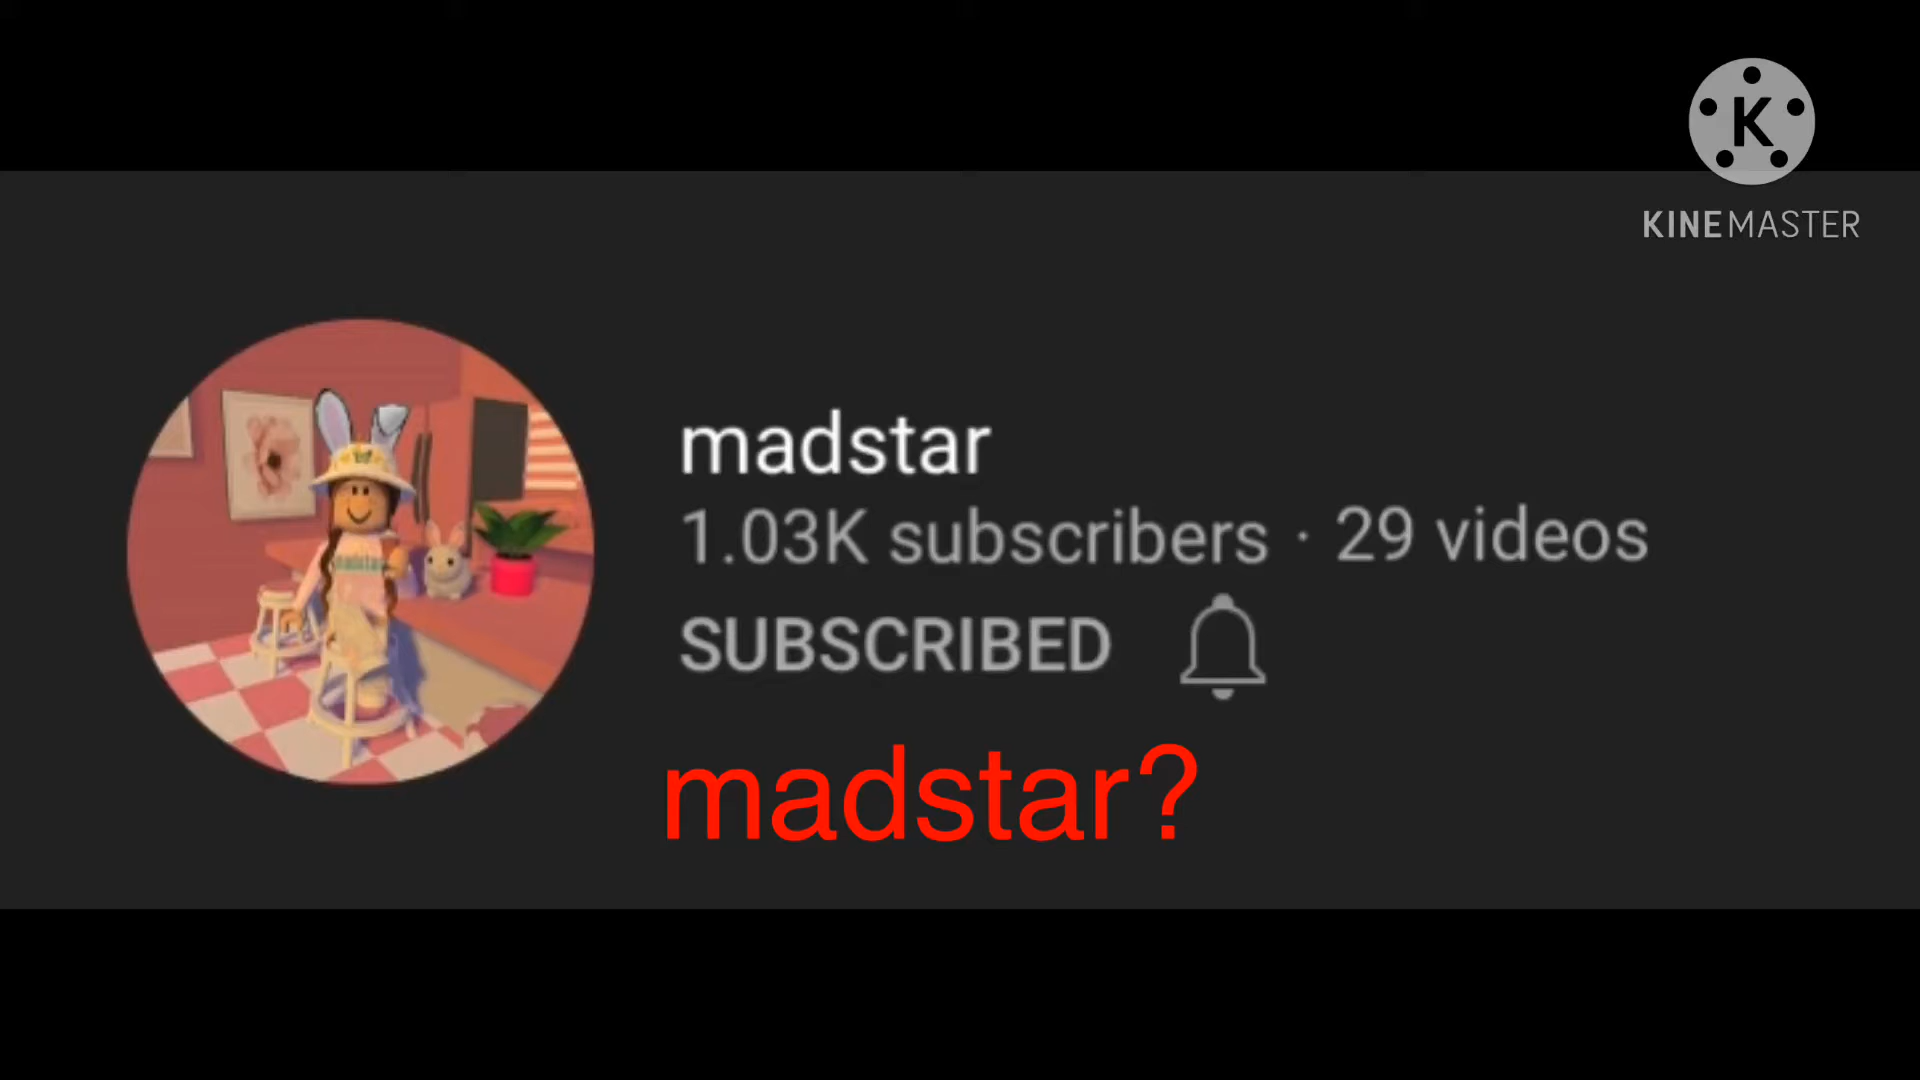 K
KINEMASTER
madstar
1.03K subscribers · 29 videos
SUBSCRIBED
madstar?